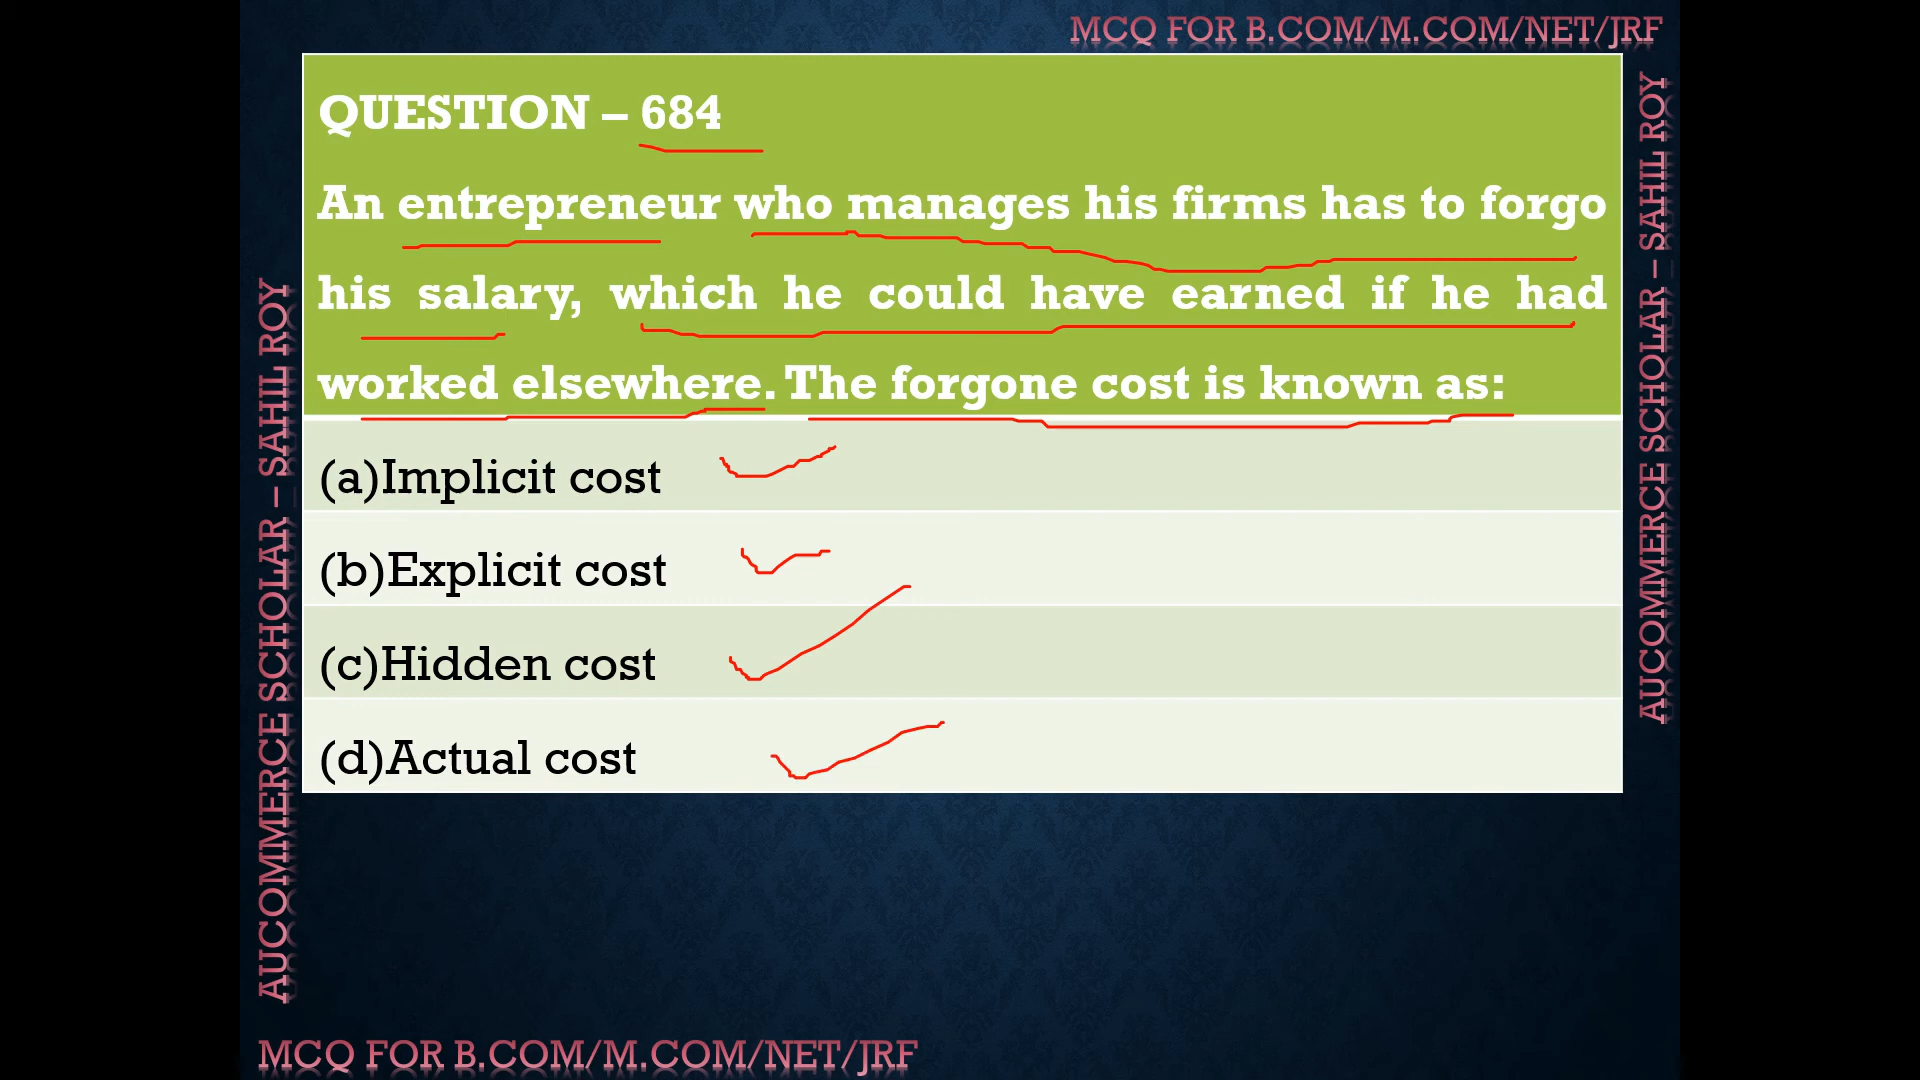 MCQ FOR B.COM/M.COM/NET/JRF
QUESTION – 684
An entrepreneur who manages his firms has to forgo
his salary, which he could have earned if he had
worked elsewhere. The forgone cost is known as:
(a)Implicit cost
(b)Explicit cost
(c)Hidden cost
(d)Actual cost
AUCOMMERCE SCHOLAR – SAHIL ROY
AUCOMMERCE SCHOLAR – SAHIL ROY
MCQ FOR B.COM/M.COM/NET/JRF